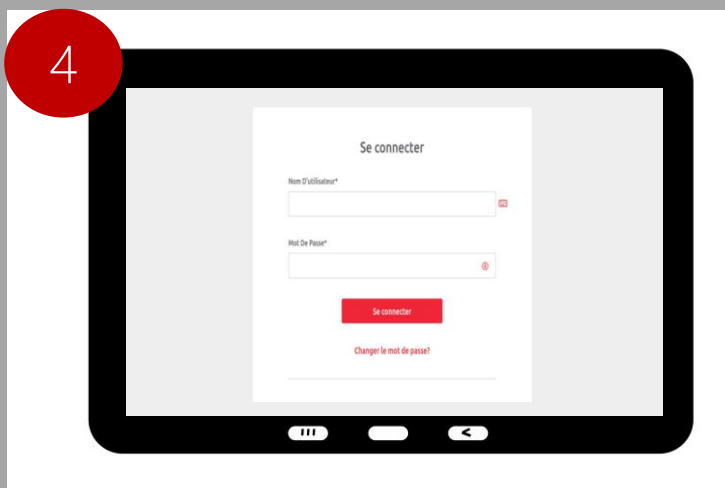 4
Se connecter
Nom D'utilisateur*
Mot De Passe*
Se connecter
Changer le mot de passe?